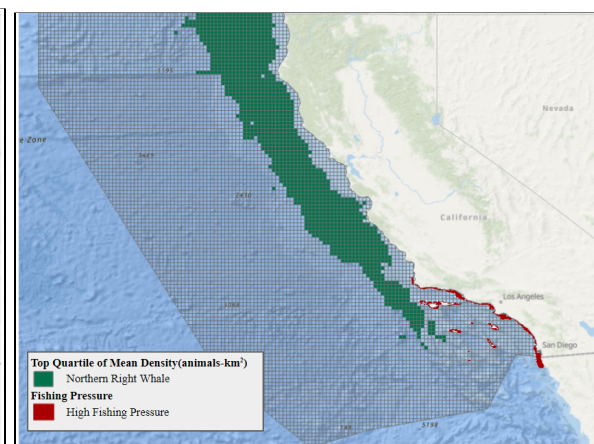 Nevada
e-Zone
California
Los Angeles
San Diego
Top Quartile of Mean Density(animals-km²)
Northern Right Whale
Fishing Pressure
High Fishing Pressure